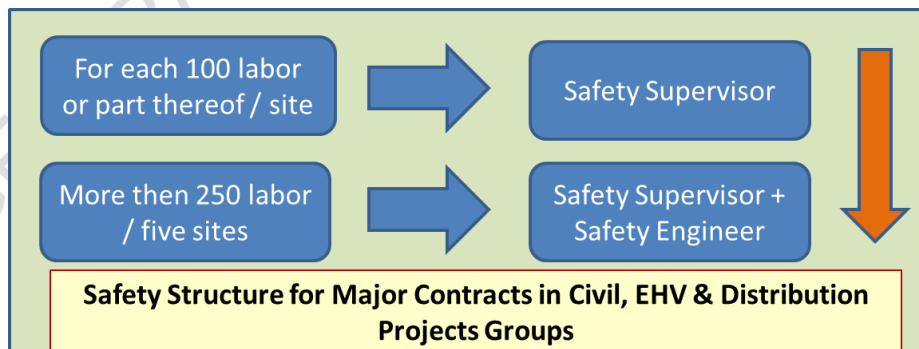 For each 100 labor
or part thereof / site
Safety Supervisor
More then 250 labor
/ five sites
Safety Supervisor +
Safety Engineer
Safety Structure for Major Contracts in Civil, EHV & Distribution
Projects Groups